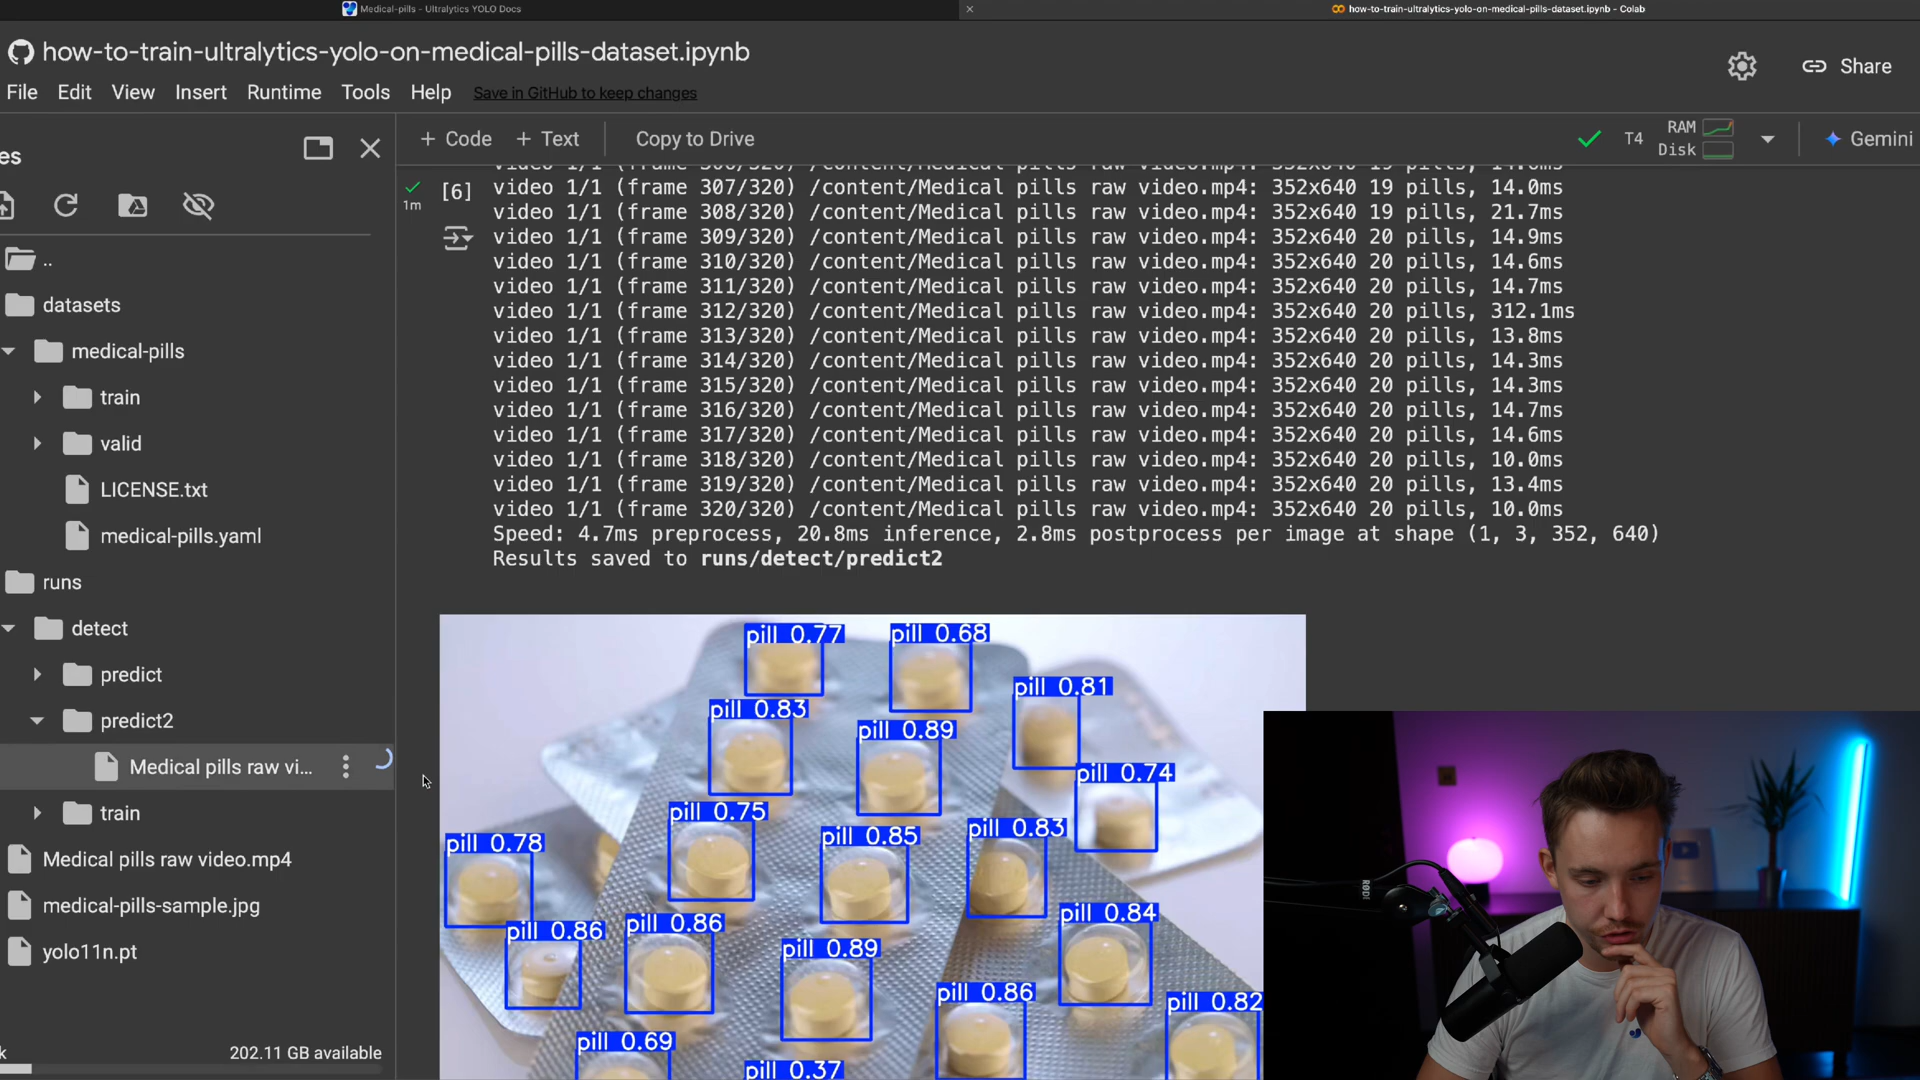 Medical-pills - Ultralytics YOLO Docs
how-to-train-ultralytics-yolo-on-medical-pills-dataset.ipynb - Colab
how-to-train-ultralytics-yolo-on-medical-pills-dataset.ipynb
Share
File Edit View Insert Runtime Tools Help Save in GitHub to keep changes
+ Code + Text Copy to Drive
T4 RAM Disk
Gemini
es
..
datasets
medical-pills
train
valid
LICENSE.txt
medical-pills.yaml
runs
detect
predict
predict2
Medical pills raw vi...
train
Medical pills raw video.mp4
medical-pills-sample.jpg
yolo11n.pt
k 202.11 GB available
[6]
1m
video 1/1 (frame 307/320) /content/Medical pills raw video.mp4: 352x640 19 pills, 14.0ms
video 1/1 (frame 308/320) /content/Medical pills raw video.mp4: 352x640 19 pills, 21.7ms
video 1/1 (frame 309/320) /content/Medical pills raw video.mp4: 352x640 20 pills, 14.9ms
video 1/1 (frame 310/320) /content/Medical pills raw video.mp4: 352x640 20 pills, 14.6ms
video 1/1 (frame 311/320) /content/Medical pills raw video.mp4: 352x640 20 pills, 14.7ms
video 1/1 (frame 312/320) /content/Medical pills raw video.mp4: 352x640 20 pills, 312.1ms
video 1/1 (frame 313/320) /content/Medical pills raw video.mp4: 352x640 20 pills, 13.8ms
video 1/1 (frame 314/320) /content/Medical pills raw video.mp4: 352x640 20 pills, 14.3ms
video 1/1 (frame 315/320) /content/Medical pills raw video.mp4: 352x640 20 pills, 14.3ms
video 1/1 (frame 316/320) /content/Medical pills raw video.mp4: 352x640 20 pills, 14.7ms
video 1/1 (frame 317/320) /content/Medical pills raw video.mp4: 352x640 20 pills, 14.6ms
video 1/1 (frame 318/320) /content/Medical pills raw video.mp4: 352x640 20 pills, 10.0ms
video 1/1 (frame 319/320) /content/Medical pills raw video.mp4: 352x640 20 pills, 13.4ms
video 1/1 (frame 320/320) /content/Medical pills raw video.mp4: 352x640 20 pills, 10.0ms
Speed: 4.7ms preprocess, 20.8ms inference, 2.8ms postprocess per image at shape (1, 3, 352, 640)
Results saved to runs/detect/predict2
pill 0.77
pill 0.68
pill 0.81
pill 0.83
pill 0.89
pill 0.74
pill 0.75
pill 0.85
pill 0.83
pill 0.78
pill 0.86
pill 0.86
pill 0.84
pill 0.89
pill 0.86
pill 0.82
pill 0.69
pill 0.37
RØDE